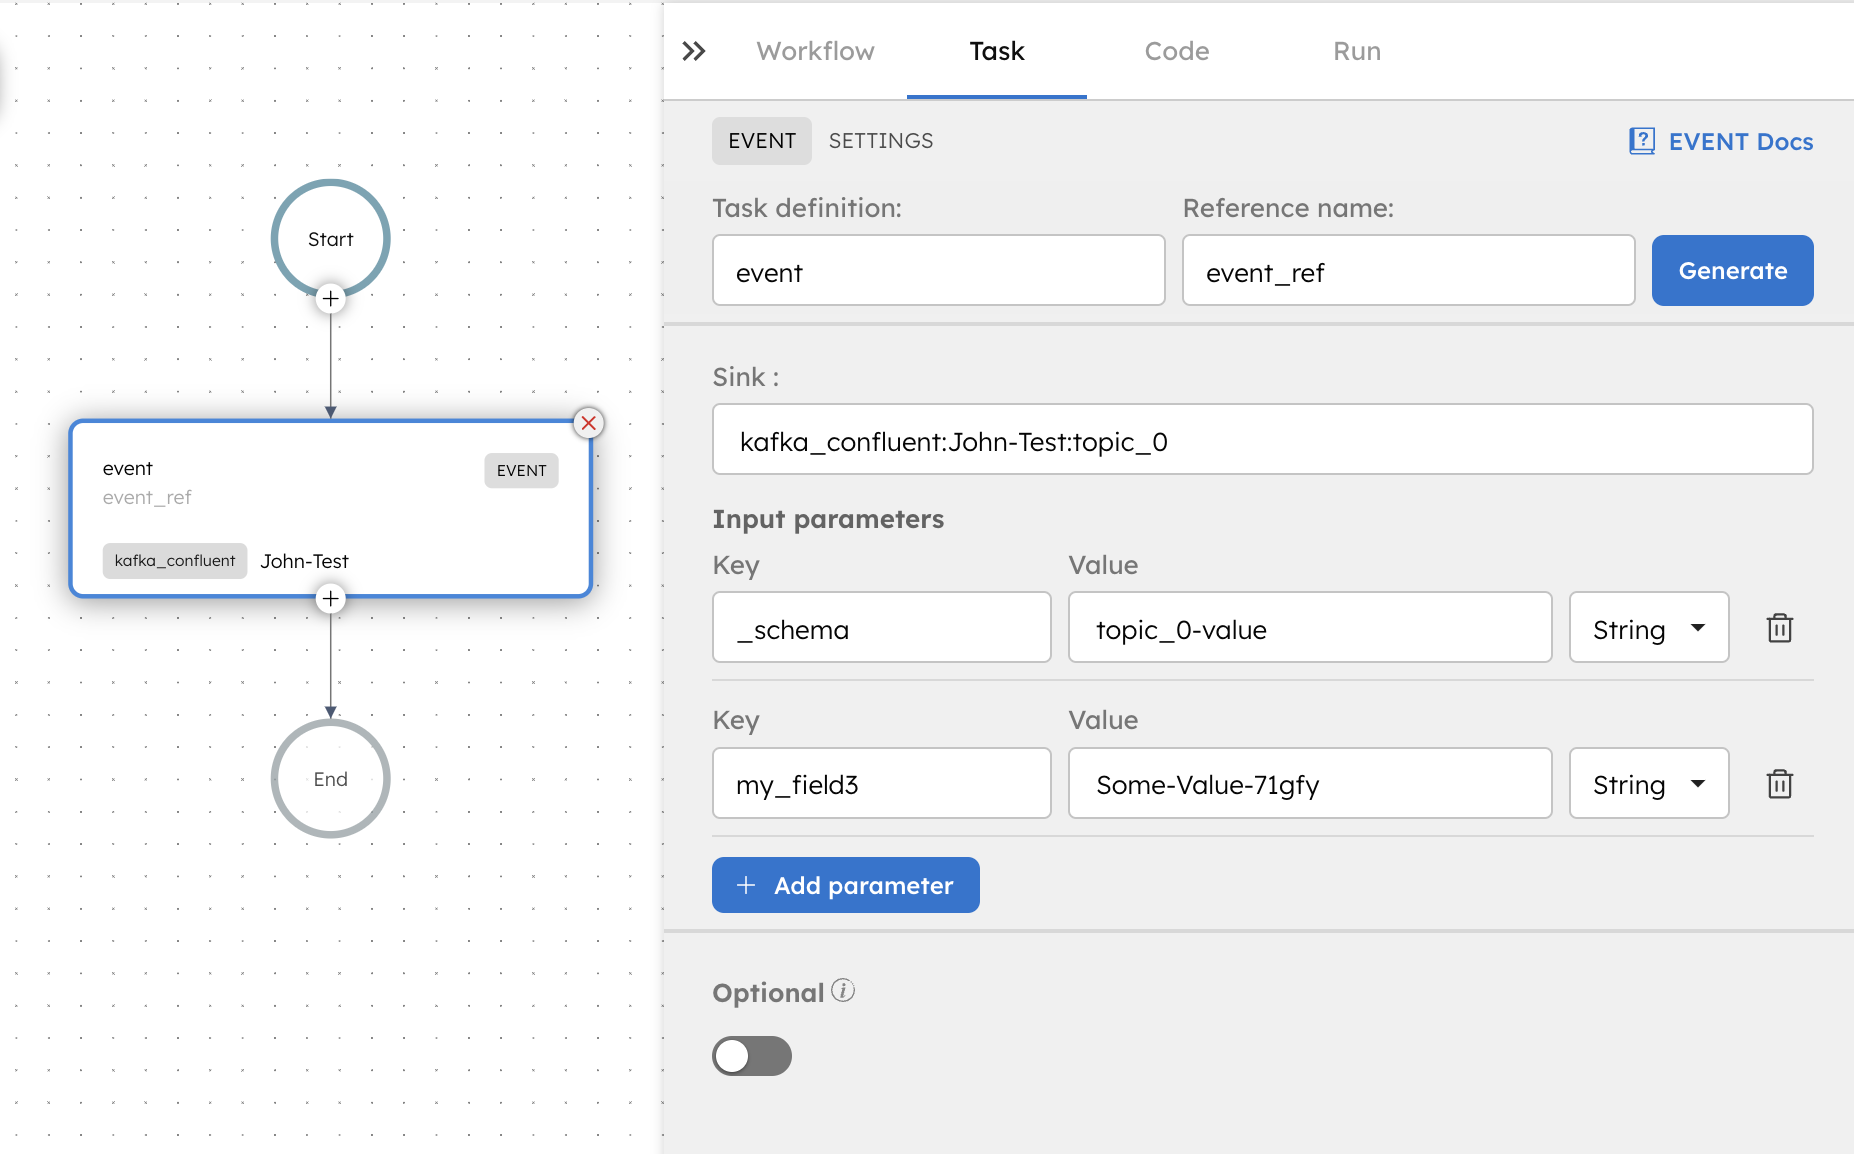 Start
event
event_ref
EVENT
kafka_confluent John-Test
End
Workflow Task Code Run
EVENT SETTINGS EVENT Docs
Task definition: Reference name:
event event_ref Generate
Sink :
kafka_confluent:John-Test:topic_0
Input parameters
Key Value
_schema topic_0-value String
Key Value
my_field3 Some-Value-71gfy String
+ Add parameter
Optional